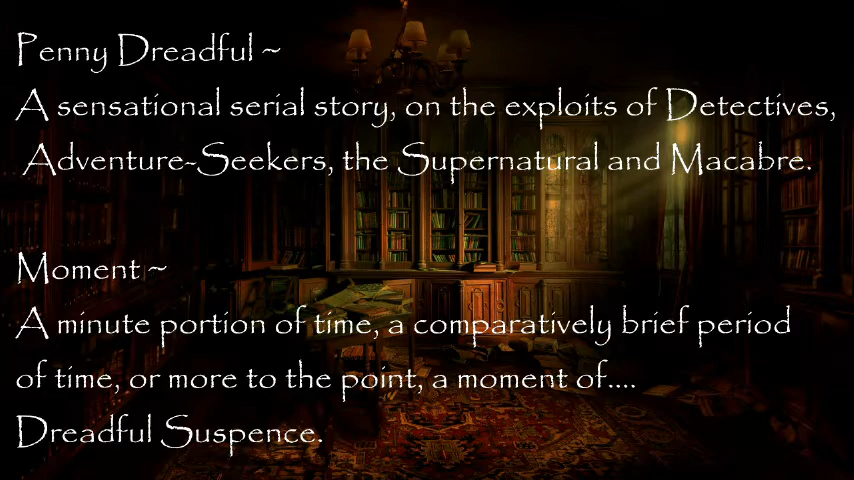 Penny Dreadful ~
A sensational serial story, on the exploits of Detectives,
Adventure-Seekers, the Supernatural and Macabre.
Moment ~
A minute portion of time, a comparatively brief period
of time, or more to the point, a moment of....
Dreadful Suspence.